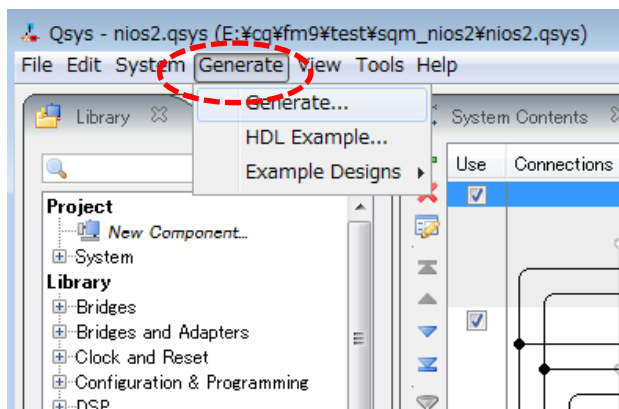 Qsys - nios2.qsys (E:¥cq¥fm9¥test¥sqm_nios2¥nios2.qsys)
File Edit System Generate View Tools Help
Generate...
HDL Example...
Example Designs
Library
System Contents
Use Connections
Project
New Component...
System
Library
Bridges
Bridges and Adapters
Clock and Reset
Configuration & Programming
DSP